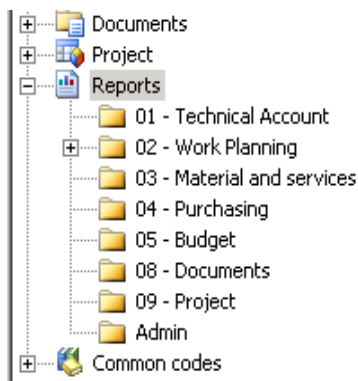 Documents
Project
Reports
01 - Technical Account
02 - Work Planning
03 - Material and services
04 - Purchasing
05 - Budget
08 - Documents
09 - Project
Admin
Common codes